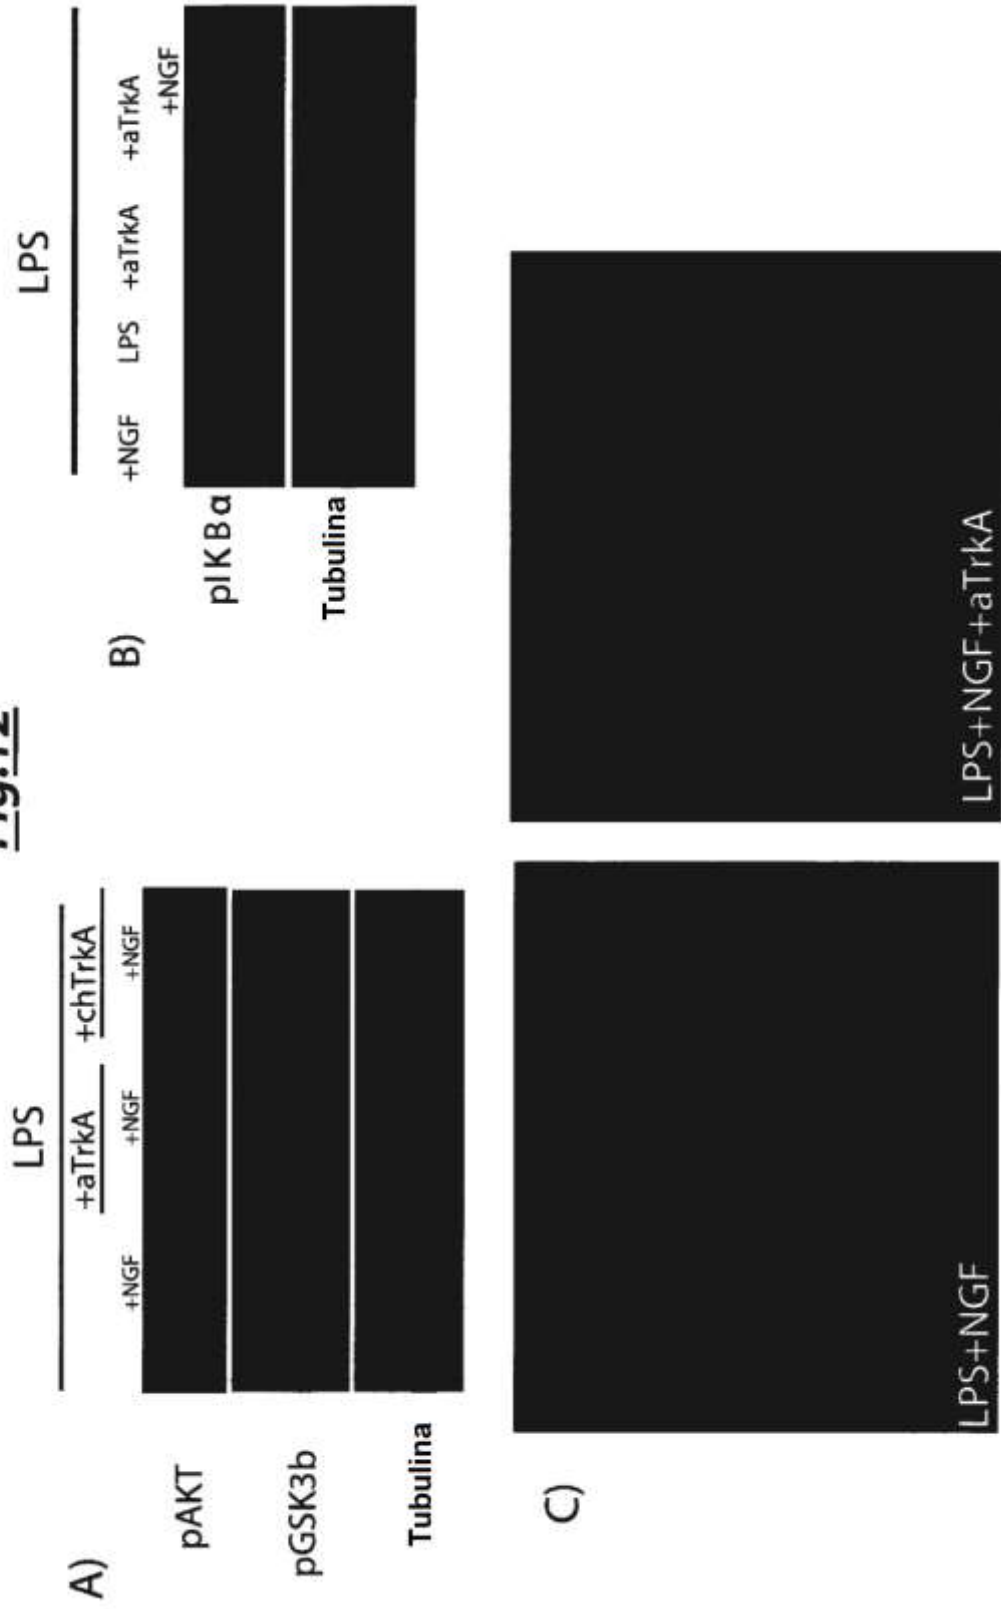 Fig.12
A)
LPS
+aTrkA +chTrkA
+NGF +NGF +NGF
pAKT
pGSK3b
Tubulina
B)
LPS
+NGF LPS +aTrkA +aTrkA
+NGF
pIKBα
Tubulina
C)
LPS+NGF
LPS+NGF+aTrkA